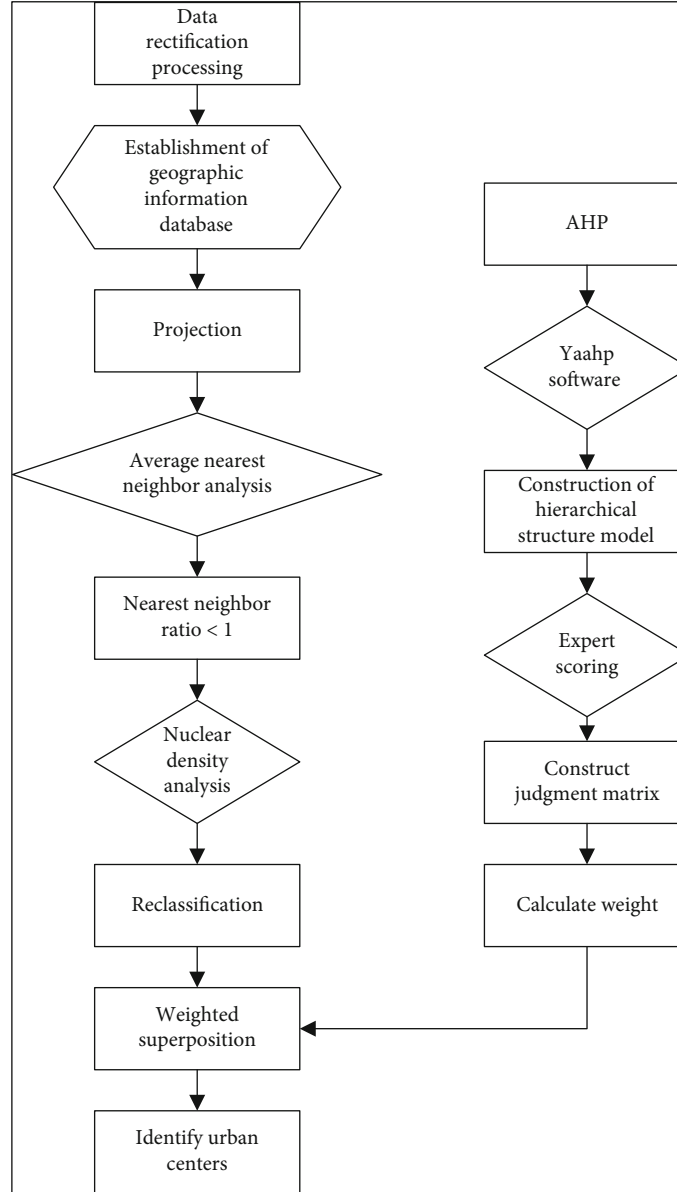 Data
rectification
processing
Establishment of
geographic
information
database
Projection
Average nearest
neighbor analysis
Nearest neighbor
ratio < 1
Nuclear
density
analysis
Reclassification
Weighted
superposition
Identify urban
centers
AHP
Yaahp
software
Construction of
hierarchical
structure model
Expert
scoring
Construct
judgment matrix
Calculate weight